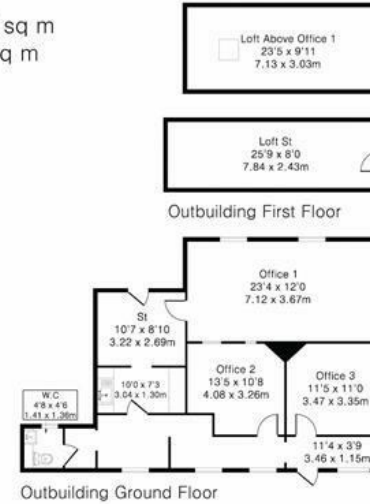 sq m
q m
Loft Above Office 1
23'5 x 9'11
7.13 x 3.03m
Loft St
25'9 x 8'0
7.84 x 2.43m
Outbuilding First Floor
Office 1
23'4 x 12'0
7.12 x 3.67m
St
10'7 x 8'10
3.22 x 2.69m
Office 2
13'5 x 10'8
4.08 x 3.26m
Office 3
11'5 x 11'0
3.47 x 3.35m
10'0 x 7'3
3.04 x 1.30m
W.C
4'8 x 4'6
1.41 x 1.36m
11'4 x 3'9
3.46 x 1.15m
Outbuilding Ground Floor